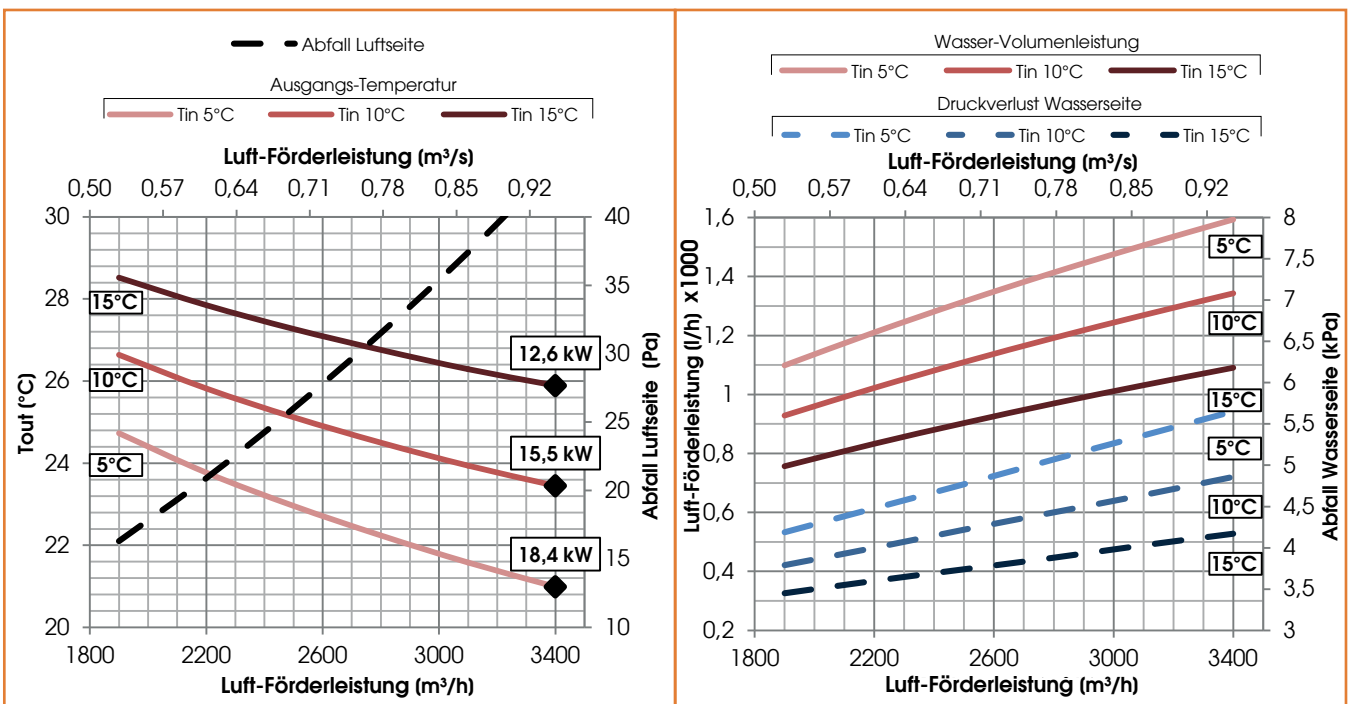 Abfall Luftseite
Ausgangs-Temperatur
Tin 5°C Tin 10°C Tin 15°C
Luft-Förderleistung (m³/s)
0,50 0,57 0,64 0,71 0,78 0,85 0,92
30
28
26
24
22
20
Tout (°C)
40
35
30
25
20
15
10
Abfall Luftseite (Pa)
15°C
10°C
5°C
12,6 kW
15,5 kW
18,4 kW
1800 2200 2600 3000 3400
Luft-Förderleistung (m³/h)
Wasser-Volumenleistung
Tin 5°C Tin 10°C Tin 15°C
Druckverlust Wasserseite
Tin 5°C Tin 10°C Tin 15°C
Luft-Förderleistung (m³/s)
0,50 0,57 0,64 0,71 0,78 0,85 0,92
1,6
1,4
1,2
1
0,8
0,6
0,4
0,2
Luft-Förderleistung (l/h) x1000
8
7,5
7
6,5
6
5,5
5
4,5
4
3,5
3
Abfall Wasserseite (kPa)
5°C
10°C
15°C
5°C
10°C
15°C
1800 2200 2600 3000 3400
Luft-Förderleistung (m³/h)